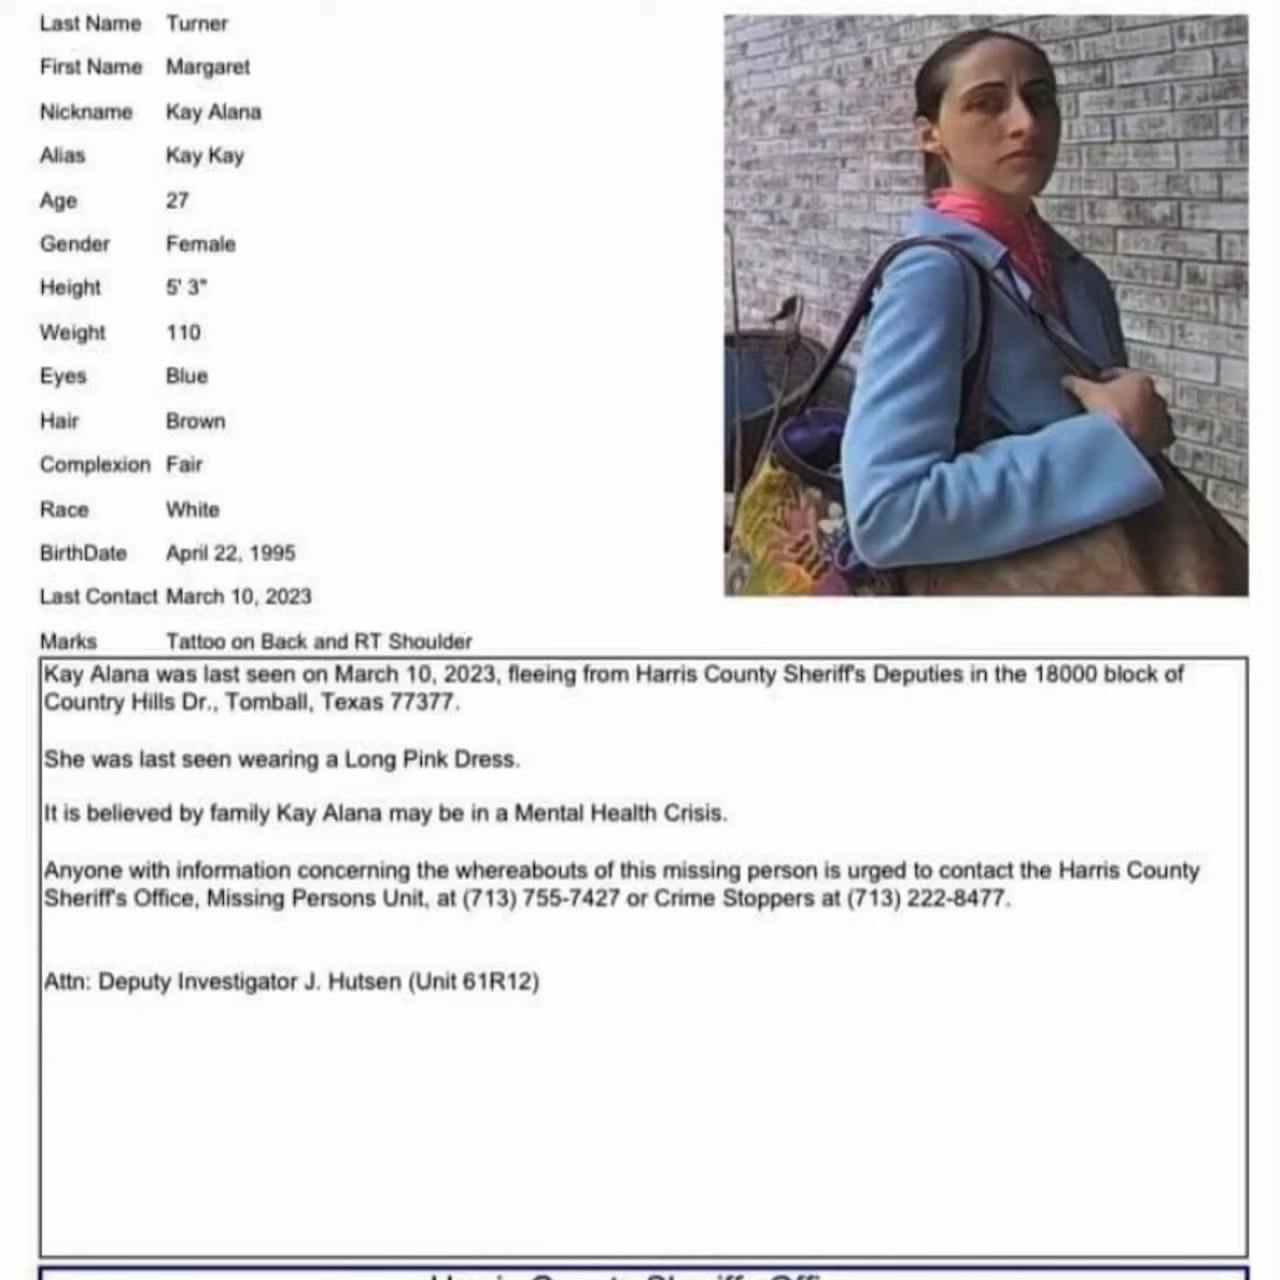 Last Name Turner
First Name Margaret
Nickname Kay Alana
Alias Kay Kay
Age 27
Gender Female
Height 5' 3"
Weight 110
Eyes Blue
Hair Brown
Complexion Fair
Race White
BirthDate April 22, 1995
Last Contact March 10, 2023
Marks Tattoo on Back and RT Shoulder
Kay Alana was last seen on March 10, 2023, fleeing from Harris County Sheriff's Deputies in the 18000 block of
Country Hills Dr., Tomball, Texas 77377.
She was last seen wearing a Long Pink Dress.
It is believed by family Kay Alana may be in a Mental Health Crisis.
Anyone with information concerning the whereabouts of this missing person is urged to contact the Harris County
Sheriff's Office, Missing Persons Unit, at (713) 755-7427 or Crime Stoppers at (713) 222-8477.
Attn: Deputy Investigator J. Hutsen (Unit 61R12)
Harris County Sheriff's Office